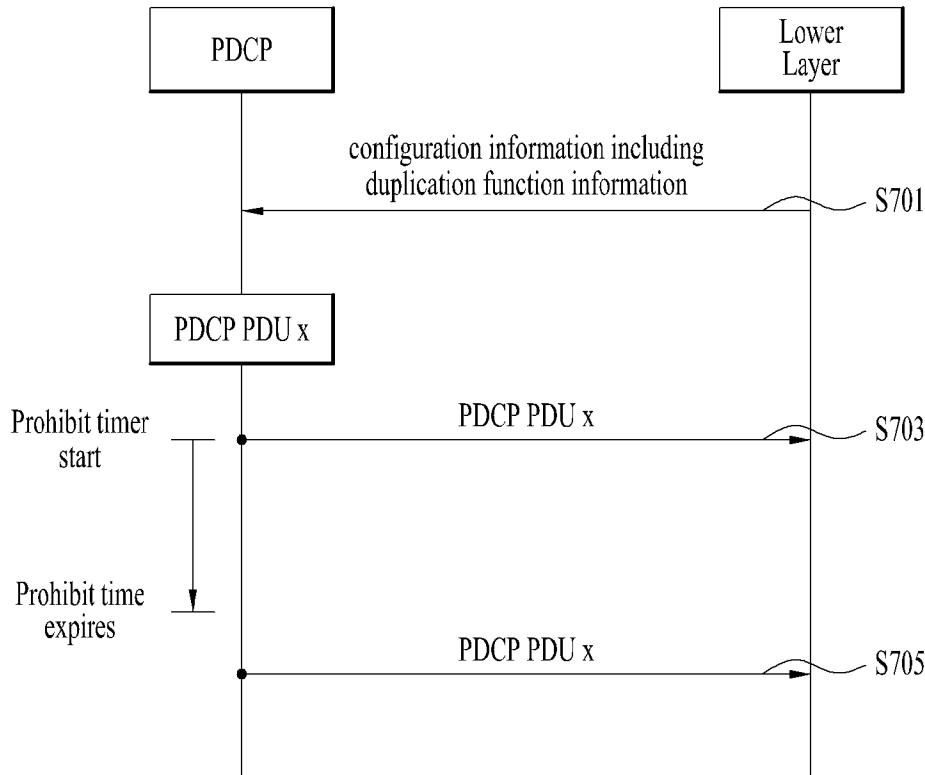 PDCP
Lower
Layer
configuration information including
duplication function information
S701
PDCP PDU x
Prohibit timer
start
PDCP PDU x
S703
Prohibit time
expires
PDCP PDU x
S705